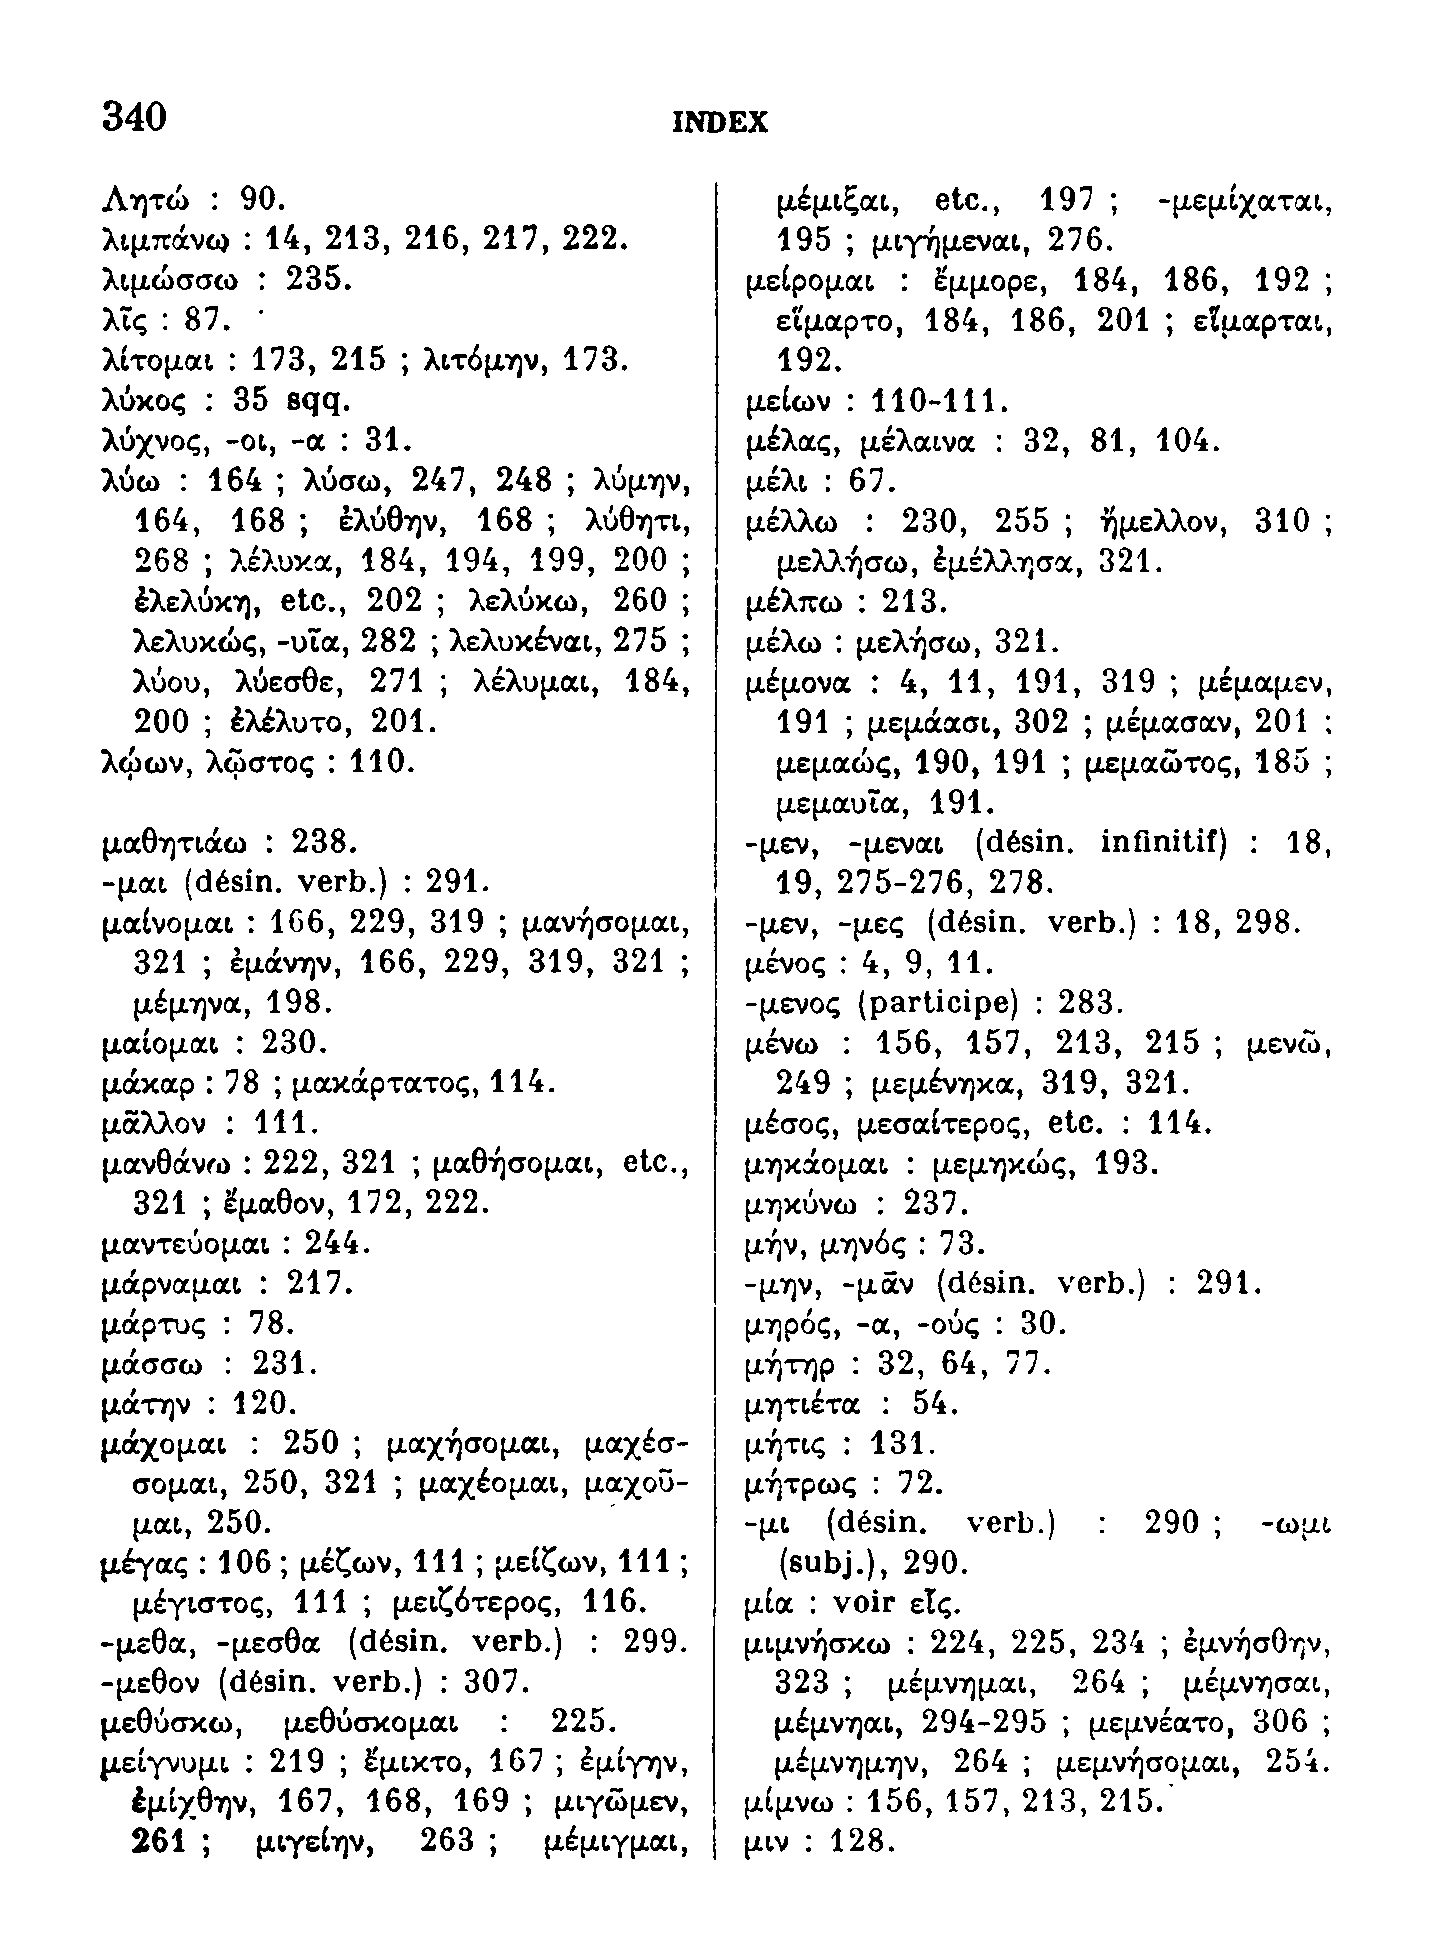 340
INDEX
Λητώ : 90.
λιμπάνω : 14, 213, 216, 217, 222.
λιμώσσω : 235.
λῖς : 87.
λίτομαι : 173, 215 ; λιτόμην, 173.
λύκος : 35 sqq.
λύχνος, -οι, -α : 31.
λύω : 164 ; λύσω, 247, 248 ; λύμην,
164, 168 ; ἐλύθην, 168 ; λύθητι,
268 ; λέλυκα, 184, 194, 199, 200 ;
ἐλελύκη, etc., 202 ; λελύκω, 260 ;
λελυκώς, -υῖα, 282 ; λελυκέναι, 275 ;
λύου, λύεσθε, 271 ; λέλυμαι, 184,
200 ; ἐλέλυτο, 201.
λῴων, λῷστος : 110.
μαθητιάω : 238.
-μαι (désin. verb.) : 291.
μαίνομαι : 166, 229, 319 ; μανήσομαι,
321 ; ἐμάνην, 166, 229, 319, 321 ;
μέμηνα, 198.
μαίομαι : 230.
μάκαρ : 78 ; μακάρτατος, 114.
μᾶλλον : 111.
μανθάνω : 222, 321 ; μαθήσομαι, etc.,
321 ; ἔμαθον, 172, 222.
μαντεύομαι : 244.
μάρναμαι : 217.
μάρτυς : 78.
μάσσω : 231.
μάτην : 120.
μάχομαι : 250 ; μαχήσομαι, μαχέσ-
σομαι, 250, 321 ; μαχέομαι, μαχοῦ-
μαι, 250.
μέγας : 106 ; μέζων, 111 ; μείζων, 111 ;
μέγιστος, 111 ; μειζότερος, 116.
-μεθα, -μεσθα (désin. verb.) : 299.
-μεθον (désin. verb.) : 307.
μεθύσκω, μεθύσκομαι : 225.
μείγνυμι : 219 ; ἔμικτο, 167 ; ἐμίγην,
ἐμίχθην, 167, 168, 169 ; μιγῶμεν,
261 ; μιγείην, 263 ; μέμιγμαι,
μέμιξαι, etc., 197 ; -μεμίχαται,
195 ; μιγήμεναι, 276.
μείρομαι : ἔμμορε, 184, 186, 192 ;
εἵμαρτο, 184, 186, 201 ; εἵμαρται,
192.
μείων : 110-111.
μέλας, μέλαινα : 32, 81, 104.
μέλι : 67.
μέλλω : 230, 255 ; ἤμελλον, 310 ;
μελλήσω, ἐμέλλησα, 321.
μέλπω : 213.
μέλω : μελήσω, 321.
μέμονα : 4, 11, 191, 319 ; μέμαμεν,
191 ; μεμάασι, 302 ; μέμασαν, 201 ;
μεμαώς, 190, 191 ; μεμαῶτος, 185 ;
μεμαυῖα, 191.
-μεν, -μεναι (désin. infinitif) : 18,
19, 275-276, 278.
-μεν, -μες (désin. verb.) : 18, 298.
μένος : 4, 9, 11.
-μενος (participe) : 283.
μένω : 156, 157, 213, 215 ; μενῶ,
249 ; μεμένηκα, 319, 321.
μέσος, μεσαίτερος, etc. : 114.
μηκάομαι : μεμηκώς, 193.
μηκύνω : 237.
μήν, μηνός : 73.
-μην, -μᾱν (désin. verb.) : 291.
μηρός, -α, -ούς : 30.
μήτηρ : 32, 64, 77.
μητιέτα : 54.
μήτις : 131.
μήτρως : 72.
-μι (désin. verb.) : 290 ; -ωμι
(subj.), 290.
μία : voir εἷς.
μιμνήσκω : 224, 225, 234 ; ἐμνήσθην,
323 ; μέμνημαι, 264 ; μέμνησαι,
μέμνηαι, 294-295 ; μεμνέατο, 306 ;
μέμνημην, 264 ; μεμνήσομαι, 254.
μίμνω : 156, 157, 213, 215.
μιν : 128.